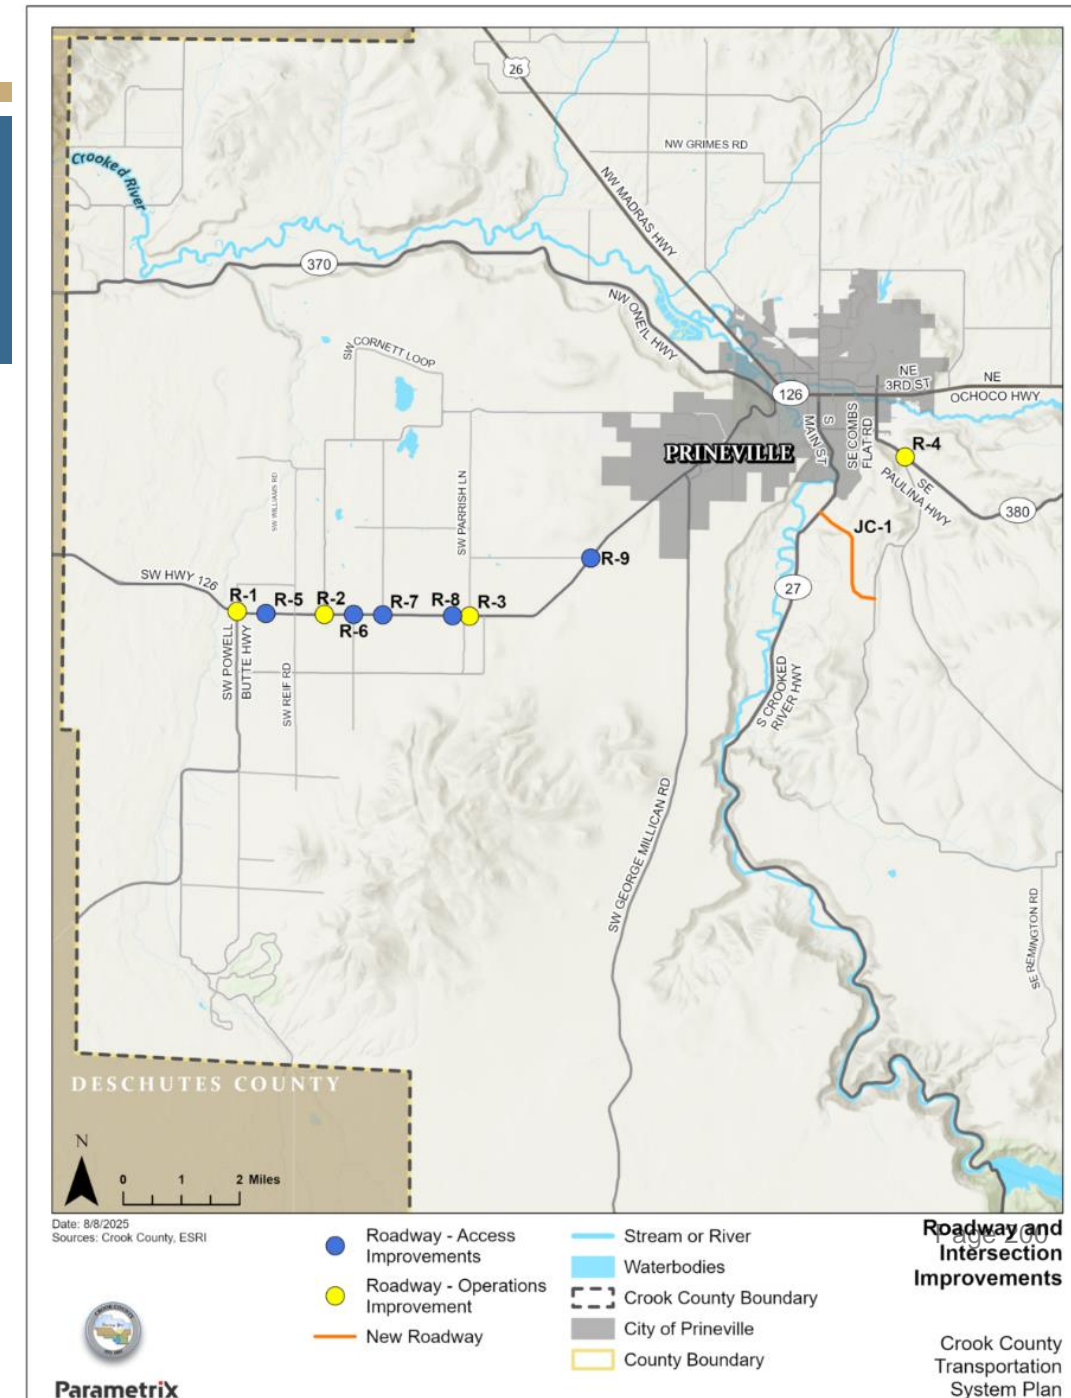 26
NW GRIMES RD
Crooked River
NW MADRAS HWY
370
NW ONEIL HWY
SW CORNETT LOOP
NE
3RD ST
NE
OCHOCO HWY
126
S
MAIN ST
SE COMBS
FLAT RD
R-4
PRINEVILLE
SE
PAULINA HWY
380
SW WILLIAMS RD
SW PARRISH LN
JC-1
R-9
SW HWY 126
27
R-1
R-5
R-2
R-6
R-7
R-8
R-3
SW POWELL
BUTTE HWY
SW REIF RD
S CROOKED
RIVER HWY
SW GEORGE MILLICAN RD
SE REMINGTON RD
DESCHUTES COUNTY
N
0 1 2 Miles
Date: 8/8/2025
Sources: Crook County, ESRI
Roadway - Access
Improvements
Roadway - Operations
Improvement
New Roadway
Stream or River
Waterbodies
Crook County Boundary
City of Prineville
County Boundary
Page 200
Roadway and
Intersection
Improvements
Crook County
Transportation
System Plan
CROOK COUNTY
Parametrix